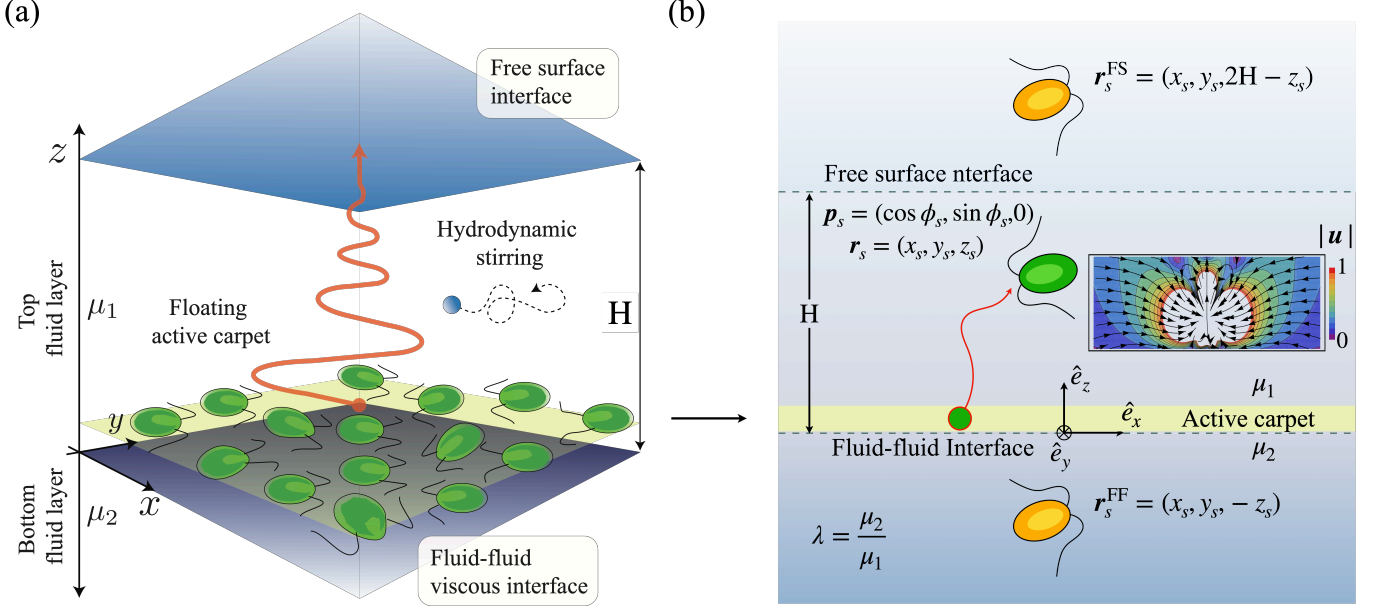 (a)
Free surface
interface
z
Hydrodynamic
stirring
Top
fluid layer
μ₁
Floating
active carpet
H
y
x
Bottom
fluid layer
μ₂
Fluid-fluid
viscous interface
(b)
r_s^FS = (x_s, y_s, 2H − z_s)
Free surface nterface
p_s = (cos ϕ_s, sin ϕ_s, 0)
r_s = (x_s, y_s, z_s)
|u|
1
0
H
ê_z
μ₁
ê_x
Active carpet
Fluid-fluid Interface
ê_y
μ₂
r_s^FF = (x_s, y_s, − z_s)
λ = μ₂/μ₁